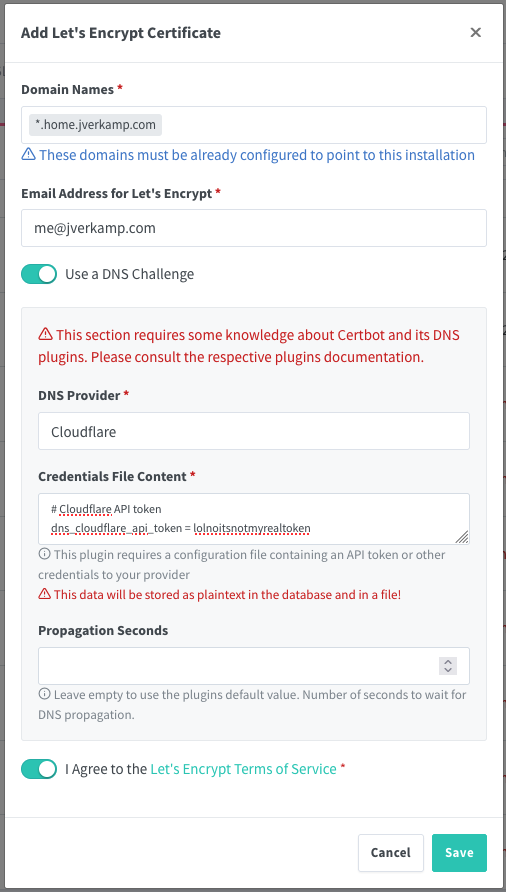 Add Let's Encrypt Certificate
Domain Names *
*.home.jverkamp.com
These domains must be already configured to point to this installation
Email Address for Let's Encrypt *
me@jverkamp.com
Use a DNS Challenge
This section requires some knowledge about Certbot and its DNS
plugins. Please consult the respective plugins documentation.
DNS Provider *
Cloudflare
Credentials File Content *
# Cloudflare API token
dns_cloudflare_api_token = lolnoitsnotmyrealtoken
This plugin requires a configuration file containing an API token or other
credentials to your provider
This data will be stored as plaintext in the database and in a file!
Propagation Seconds
Leave empty to use the plugins default value. Number of seconds to wait for
DNS propagation.
I Agree to the Let's Encrypt Terms of Service *
Cancel
Save